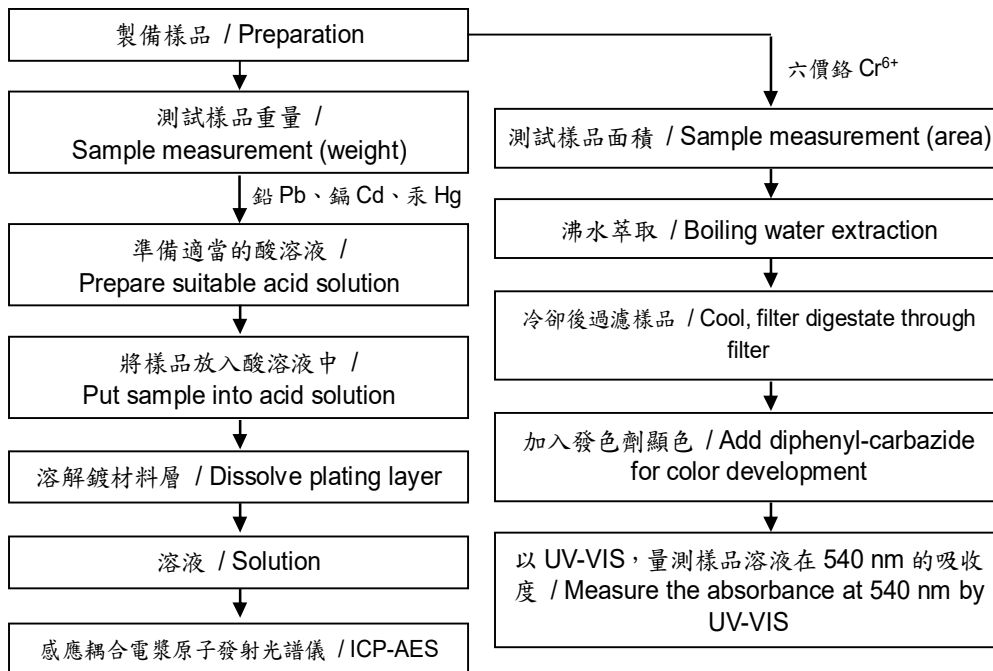 製備樣品 / Preparation
測試樣品重量 /
Sample measurement (weight)
鉛 Pb、鎘 Cd、汞 Hg
準備適當的酸溶液 /
Prepare suitable acid solution
將樣品放入酸溶液中 /
Put sample into acid solution
溶解鍍材料層 / Dissolve plating layer
溶液 / Solution
感應耦合電漿原子發射光譜儀 / ICP-AES
六價鉻 Cr⁶⁺
測試樣品面積 / Sample measurement (area)
沸水萃取 / Boiling water extraction
冷卻後過濾樣品 / Cool, filter digestate through
filter
加入發色劑顯色 / Add diphenyl-carbazide
for color development
以 UV-VIS，量測樣品溶液在 540 nm 的吸收
度 / Measure the absorbance at 540 nm by
UV-VIS